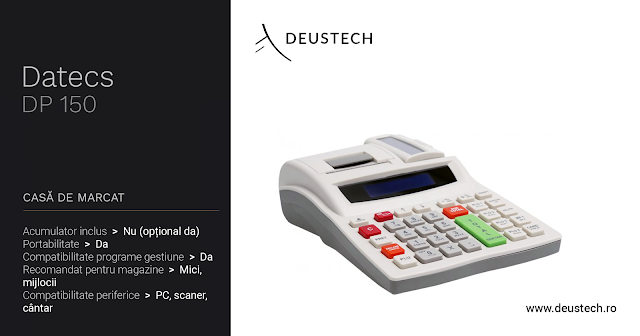 DEUSTECH
Datecs
DP 150
CASĂ DE MARCAT
Acumulator inclus > Nu (opțional da)
Portabilitate > Da
Compatibilitate programe gestiune > Da
Recomandat pentru magazine > Mici,
mijlocii
Compatibilitate periferice > PC, scaner,
cântar
C
www.deustech.ro